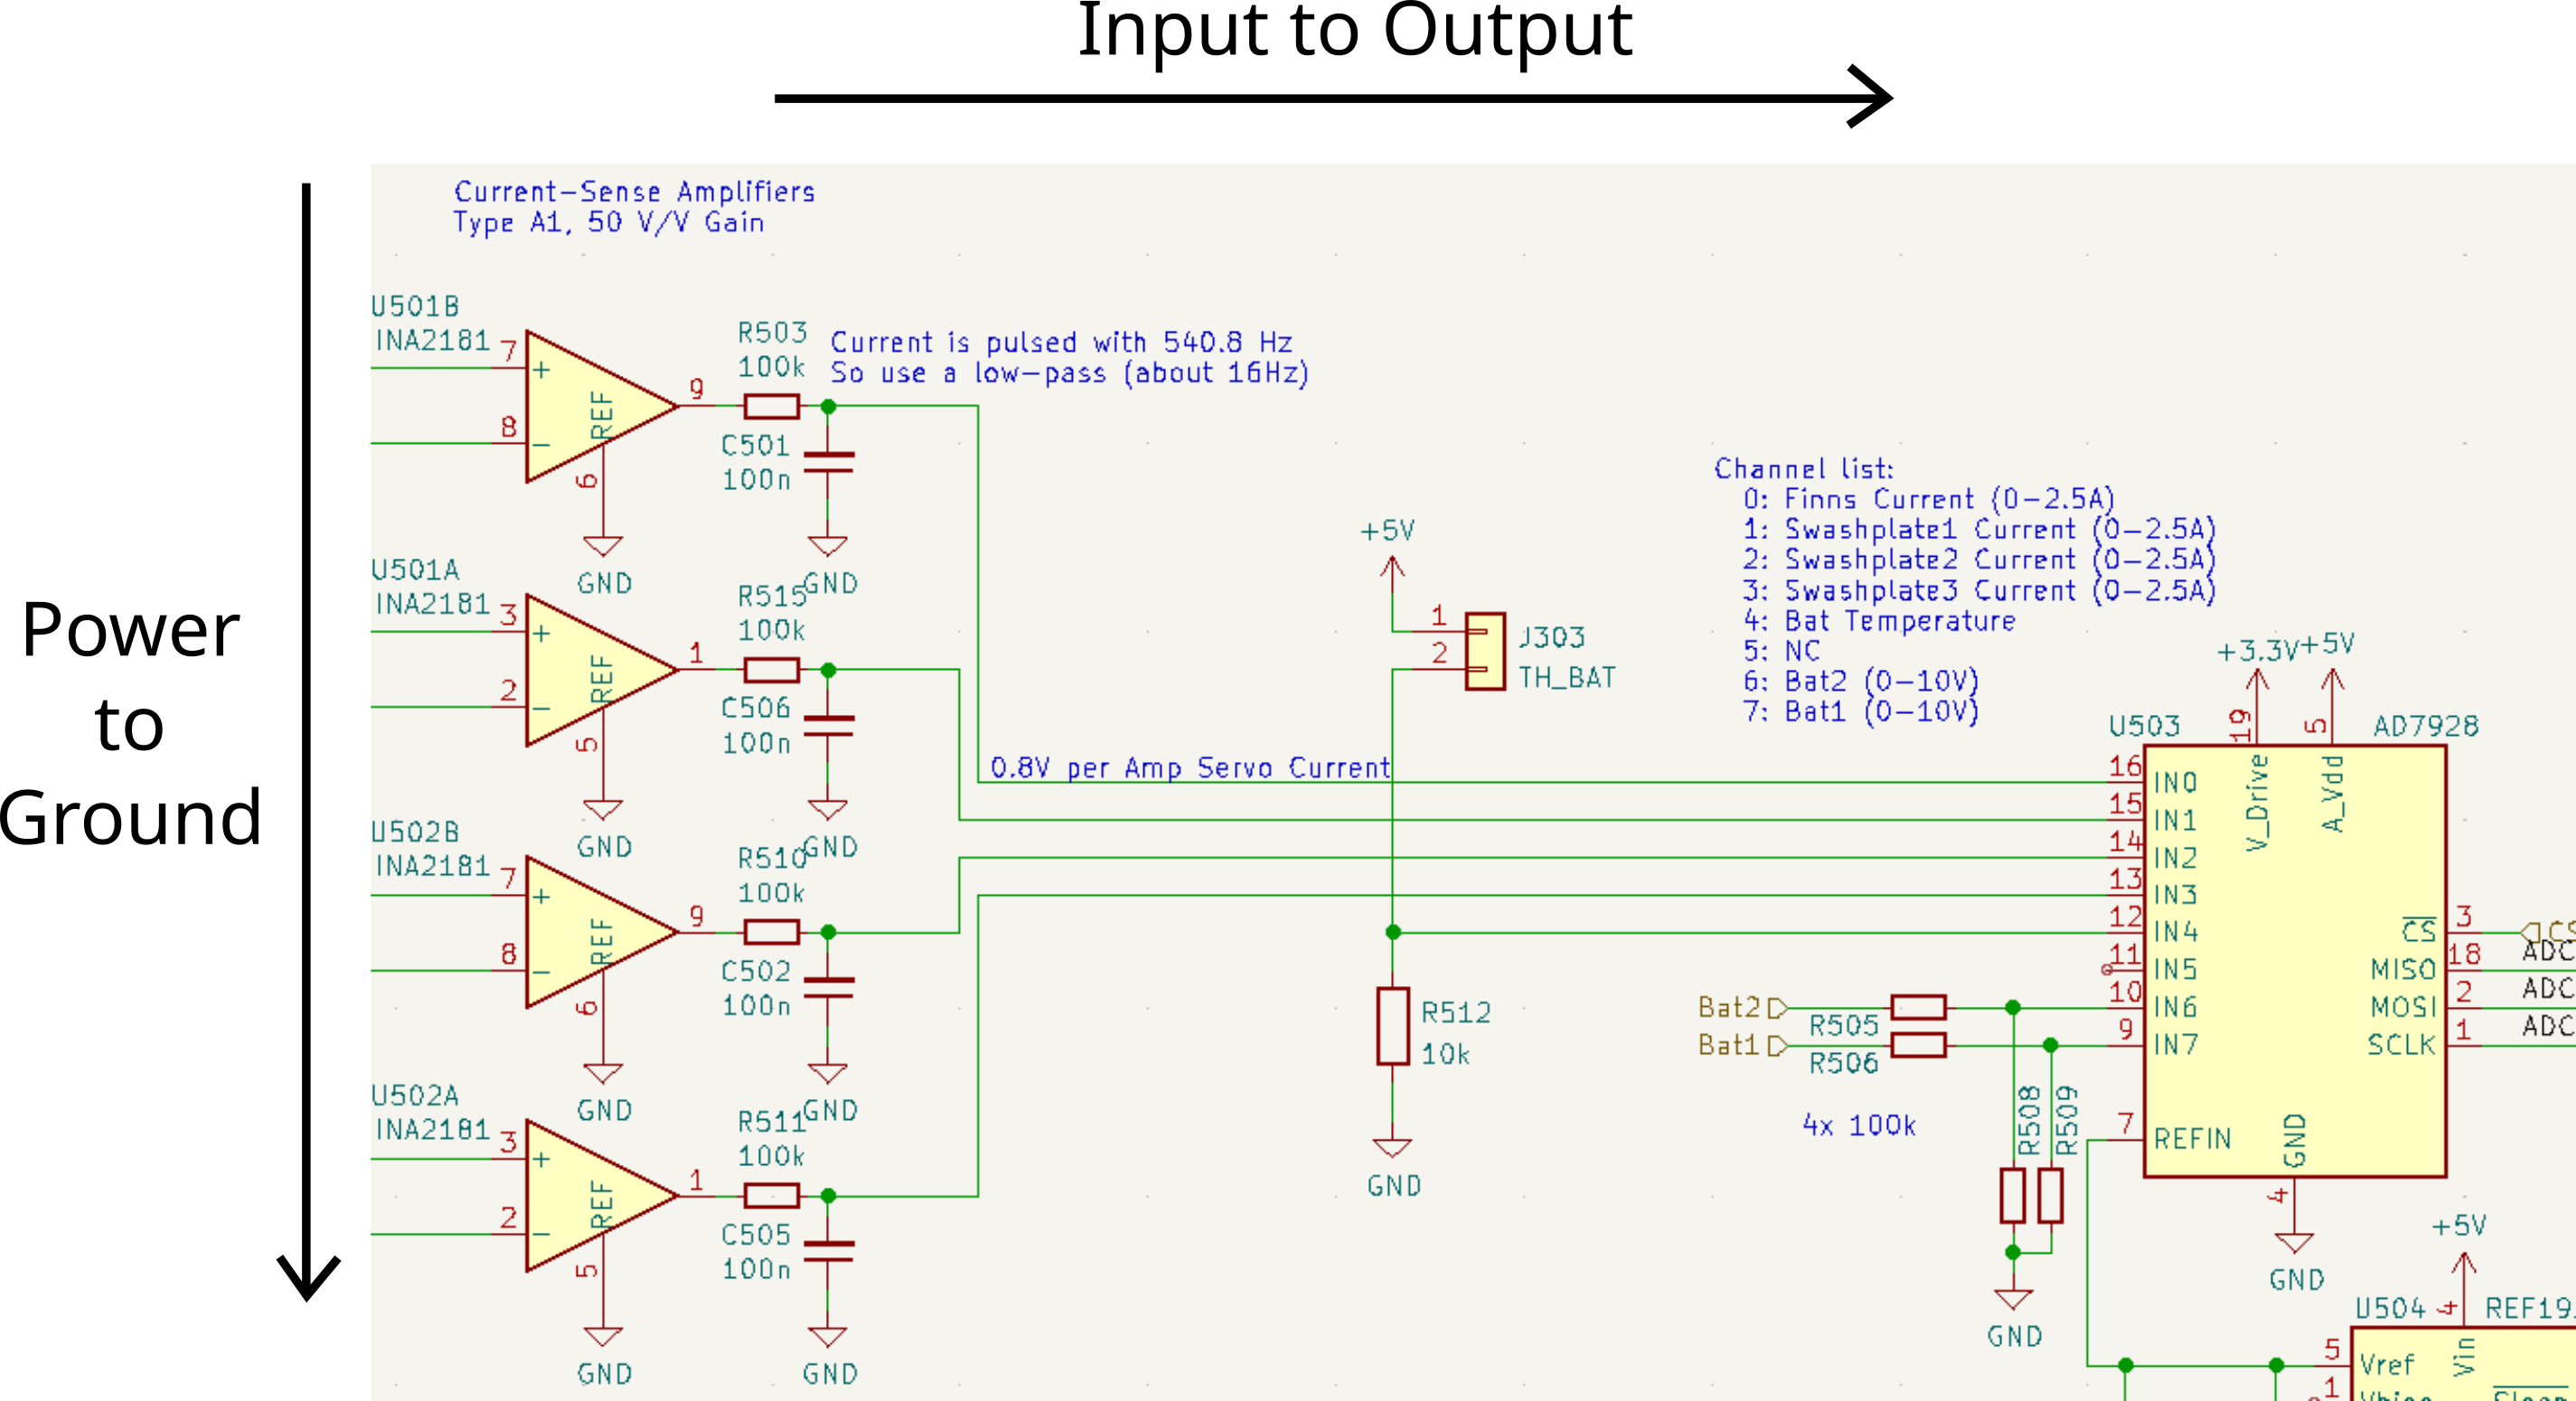 Input to Output
Power
to
Ground
Current-Sense Amplifiers
Type A1, 50 V/V Gain
U501B
INA2181
7
+
8
-
REF
6
9
GND
R503
100k
C501
100n
GND
Current is pulsed with 540.8 Hz
So use a low-pass (about 16Hz)
U501A
INA2181
3
+
2
-
REF
5
1
GND
R515
100k
C506
100n
GND
0.8V per Amp Servo Current
U502B
INA2181
7
+
8
-
REF
6
9
GND
R510
100k
C502
100n
GND
U502A
INA2181
3
+
2
-
REF
5
1
GND
R511
100k
C505
100n
GND
+5V
1
2
J303
TH_BAT
R512
10k
GND
Channel list:
0: Finns Current (0-2.5A)
1: Swashplate1 Current (0-2.5A)
2: Swashplate2 Current (0-2.5A)
3: Swashplate3 Current (0-2.5A)
4: Bat Temperature
5: NC
6: Bat2 (0-10V)
7: Bat1 (0-10V)
Bat2
Bat1
R505
R506
4x 100k
R508
R509
GND
+3.3V
+5V
U503
AD7928
19
5
V_Drive
A_Vdd
16 IN0
15 IN1
14 IN2
13 IN3
12 IN4
11 IN5
10 IN6
9 IN7
7 REFIN
GND
4
GND
CS 3
MISO 18
MOSI 2
SCLK 1
CS
ADC
ADC
ADC
+5V
U504
4
REF19
5
Vref
Vin
1